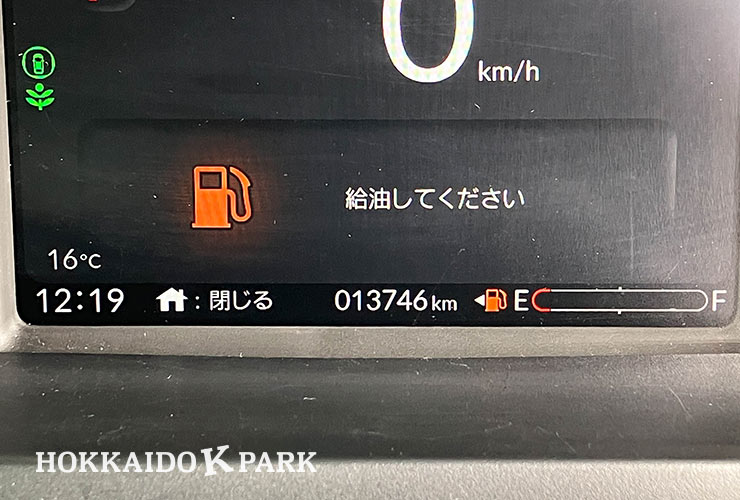 0 km/h
給油してください
16°C
12:19 : 閉じる 013746 km E F
HOKKAIDO K PARK